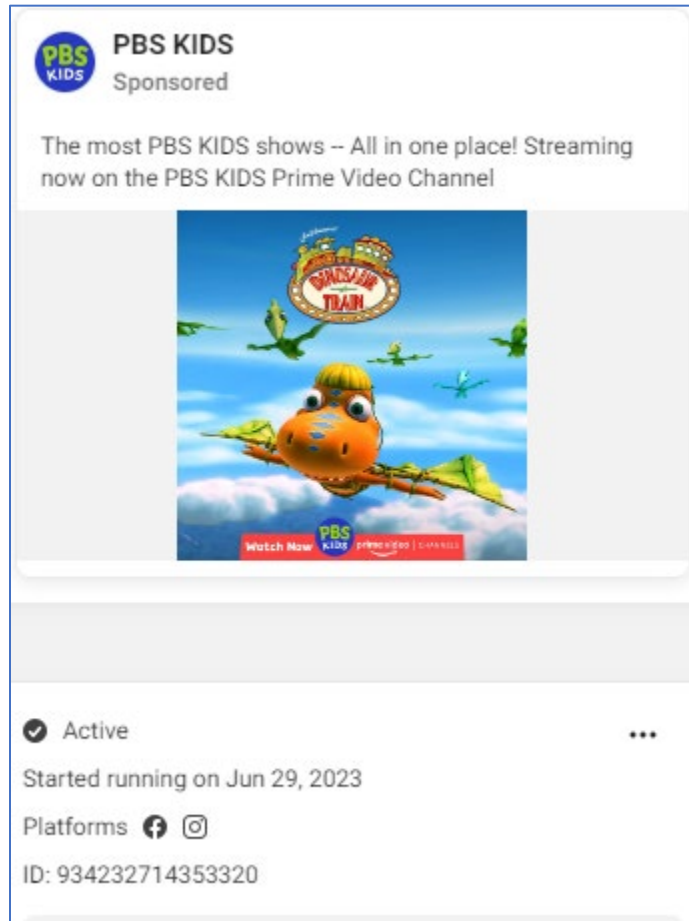 PBS KIDS
PBS KIDS
Sponsored
The most PBS KIDS shows -- All in one place! Streaming
now on the PBS KIDS Prime Video Channel
DINOSAUR
TRAIN
Watch Now PBS KIDS prime video | CHANNELS
Active
Started running on Jun 29, 2023
Platforms
ID: 934232714353320